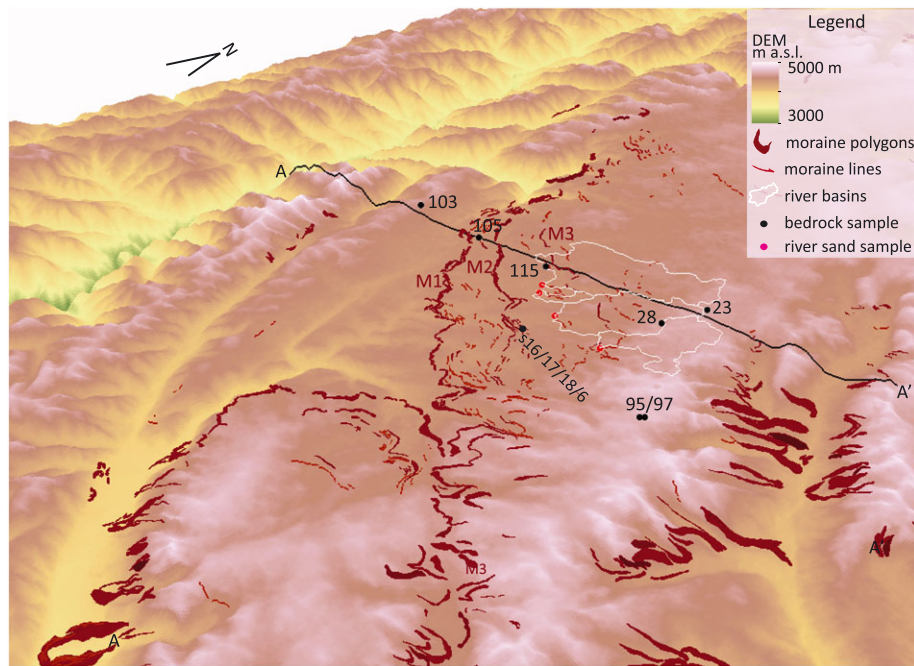 N
Legend
DEM
m a.s.l.
5000 m
3000
moraine polygons
moraine lines
river basins
bedrock sample
river sand sample
A
103
105
M3
M2
M1
115
23
28
s16/17/18/6
A'
95/97
A'
M3
A